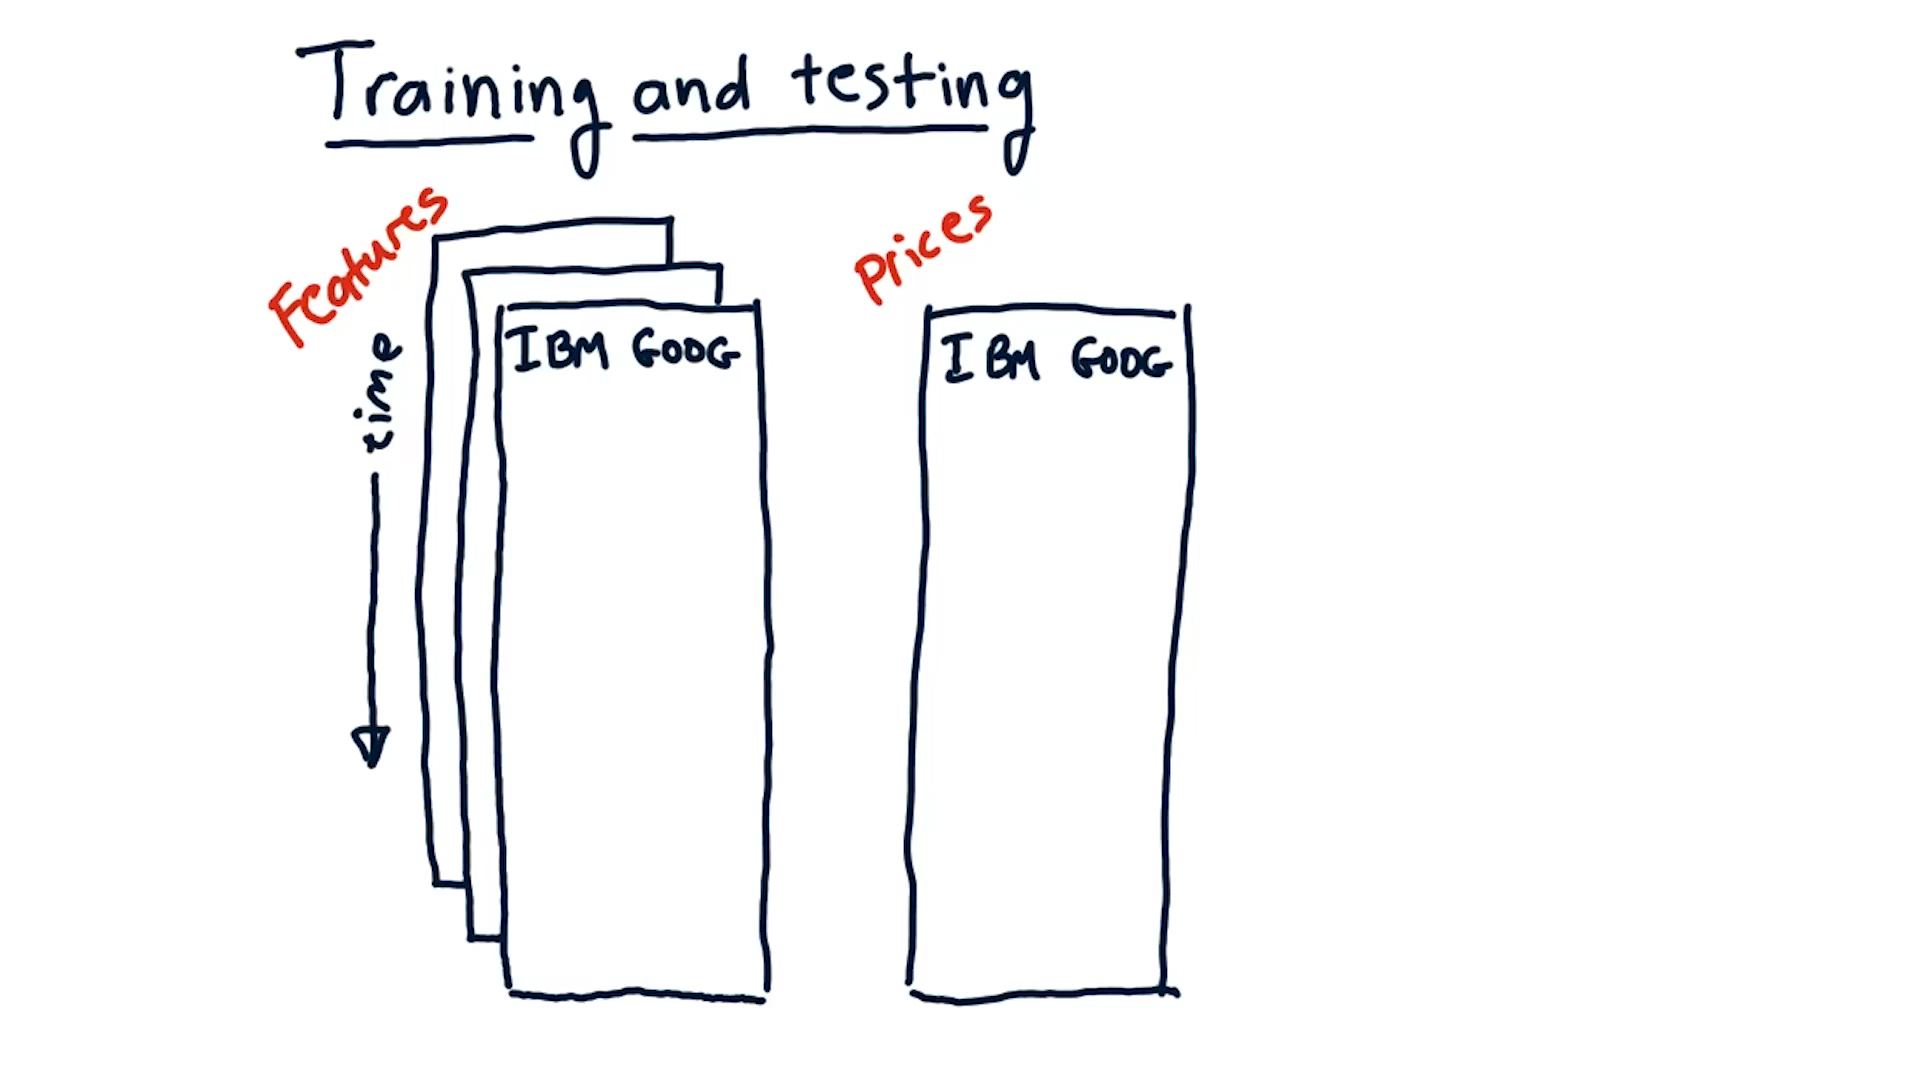 Training and testing
Features
Prices
time
IBM GOOG
IBM GOOG